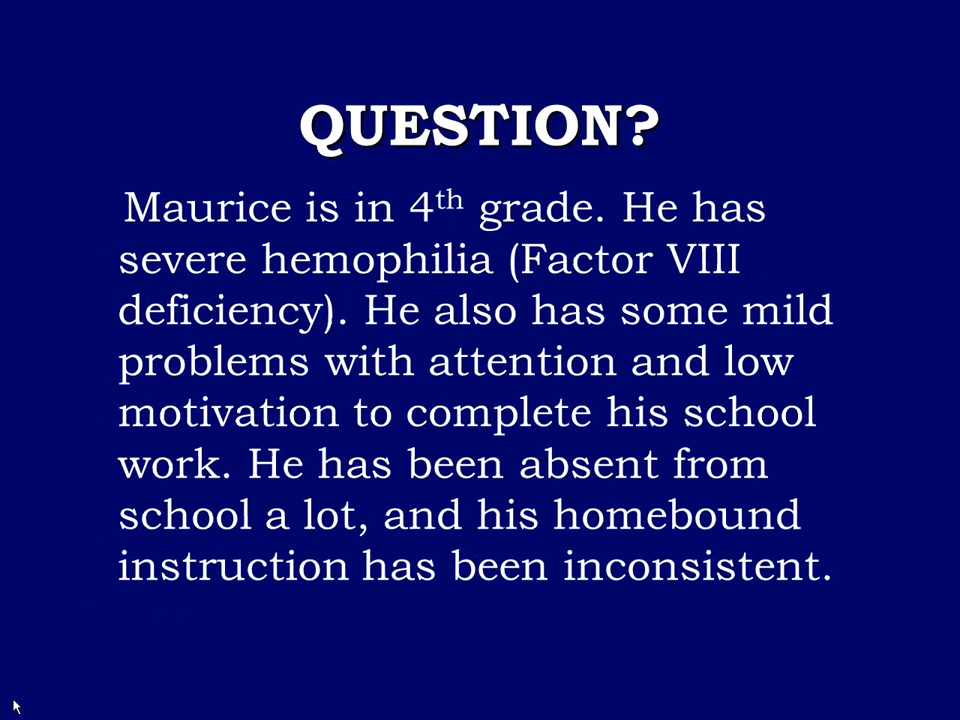 QUESTION?
Maurice is in 4th grade. He has
severe hemophilia (Factor VIII
deficiency). He also has some mild
problems with attention and low
motivation to complete his school
work. He has been absent from
school a lot, and his homebound
instruction has been inconsistent.